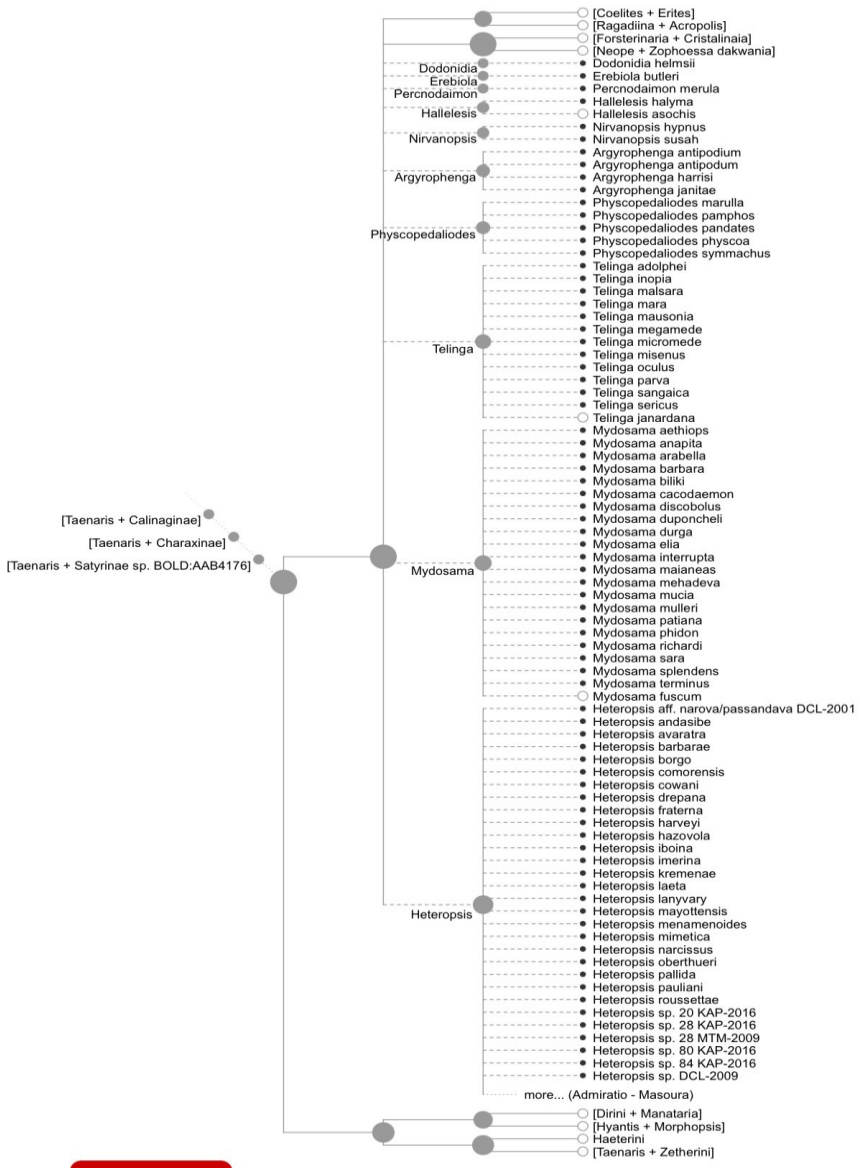 [Coelites + Erites]
[Ragadiina + Acropolis]
[Forsterinaria + Cristalinaia]
[Neope + Zophoessa dakwania]
Dodonidia
Dodonidia helmsii
Erebiola
Erebiola butleri
Percnodaimon
Percnodaimon merula
Hallelesis halyma
Hallelesis
Hallelesis asochis
Nirvanopsis hypnus
Nirvanopsis
Nirvanopsis susah
Argyrophenga antipodium
Argyrophenga antipodum
Argyrophenga
Argyrophenga harrisi
Argyrophenga janitae
Physcopedaliodes marulla
Physcopedaliodes pamphos
Physcopedaliodes
Physcopedaliodes pandates
Physcopedaliodes physcoa
Physcopedaliodes symmachus
Telinga adolphei
Telinga inopia
Telinga malsara
Telinga mara
Telinga mausonia
Telinga megamede
Telinga
Telinga micromede
Telinga misenus
Telinga oculus
Telinga parva
Telinga sangaica
Telinga sericus
Telinga janardana
Mydosama aethiops
Mydosama anapita
Mydosama arabella
Mydosama barbara
Mydosama biliki
Mydosama cacodaemon
Mydosama discobolus
[Taenaris + Calinaginae]
Mydosama duponcheli
Mydosama durga
[Taenaris + Charaxinae]
Mydosama elia
Mydosama interrupta
[Taenaris + Satyrinae sp. BOLD:AAB4176]
Mydosama
Mydosama maianeas
Mydosama mehadeva
Mydosama mucia
Mydosama mulleri
Mydosama patiana
Mydosama phidon
Mydosama richardi
Mydosama sara
Mydosama splendens
Mydosama terminus
Mydosama fuscum
Heteropsis aff. narova/passandava DCL-2001
Heteropsis andasibe
Heteropsis avaratra
Heteropsis barbarae
Heteropsis borgo
Heteropsis comorensis
Heteropsis cowani
Heteropsis drepana
Heteropsis fraterna
Heteropsis harveyi
Heteropsis hazovola
Heteropsis iboina
Heteropsis imerina
Heteropsis kremenae
Heteropsis laeta
Heteropsis lanyvary
Heteropsis
Heteropsis mayottensis
Heteropsis menamenoides
Heteropsis mimetica
Heteropsis narcissus
Heteropsis oberthueri
Heteropsis pallida
Heteropsis pauliani
Heteropsis roussettae
Heteropsis sp. 20 KAP-2016
Heteropsis sp. 28 KAP-2016
Heteropsis sp. 28 MTM-2009
Heteropsis sp. 80 KAP-2016
Heteropsis sp. 84 KAP-2016
Heteropsis sp. DCL-2009
more... (Admiratio - Masoura)
[Dirini + Manataria]
[Hyantis + Morphopsis]
Haeterini
[Taenaris + Zetherini]